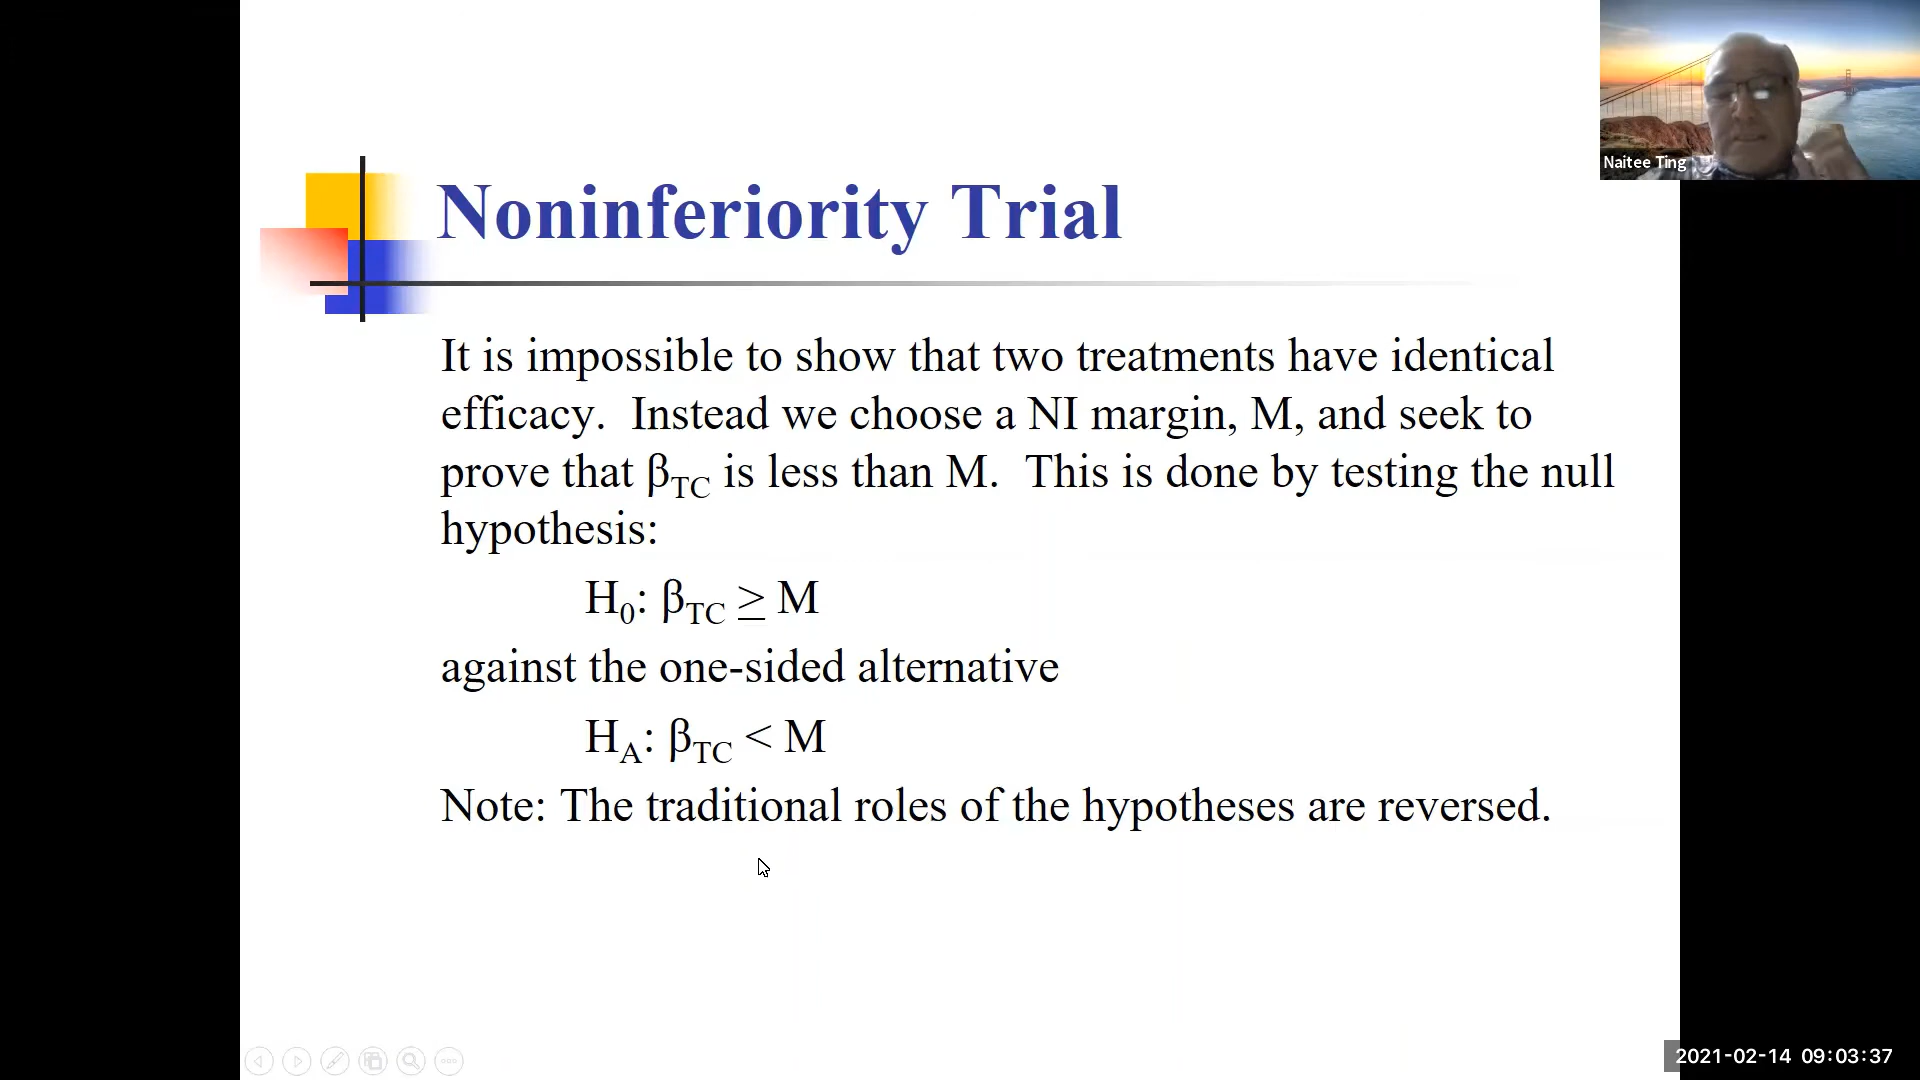 Naitee Ting
Noninferiority Trial
It is impossible to show that two treatments have identical
efficacy. Instead we choose a NI margin, M, and seek to
prove that βTC is less than M. This is done by testing the null
hypothesis:
H0: βTC ≥ M
against the one-sided alternative
HA: βTC < M
Note: The traditional roles of the hypotheses are reversed.
2021-02-14 09:03:37